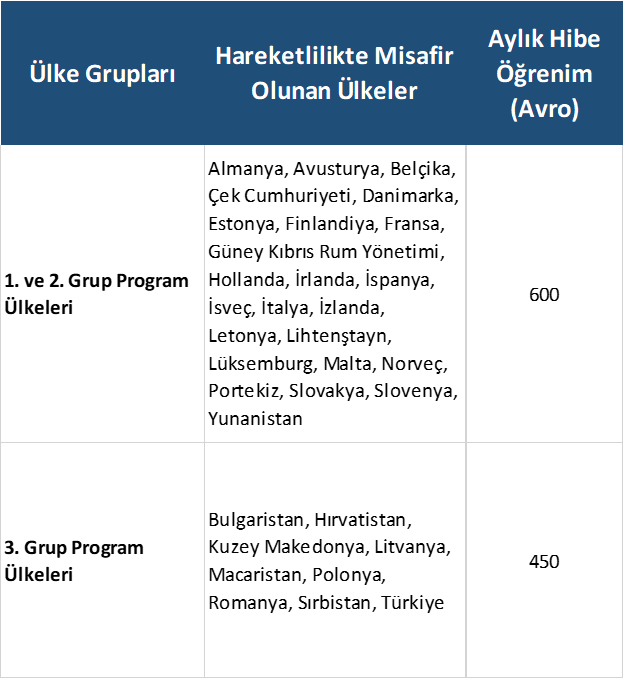 Ülke Grupları
Hareketlilikte Misafir
Olunan Ülkeler
Aylık Hibe
Öğrenim
(Avro)
1. ve 2. Grup Program
Ülkeleri
Almanya, Avusturya, Belçika,
Çek Cumhuriyeti, Danimarka,
Estonya, Finlandiya, Fransa,
Güney Kıbrıs Rum Yönetimi,
Hollanda, İrlanda, İspanya,
İsveç, İtalya, İzlanda,
Letonya, Lihtenştayn,
Lüksemburg, Malta, Norveç,
Portekiz, Slovakya, Slovenya,
Yunanistan
600
3. Grup Program
Ülkeleri
Bulgaristan, Hırvatistan,
Kuzey Makedonya, Litvanya,
Macaristan, Polonya,
Romanya, Sırbistan, Türkiye
450